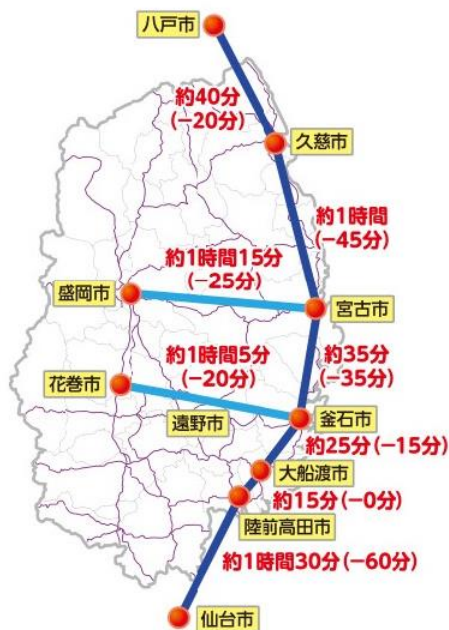 八戸市
約40分
(−20分)
久慈市
約1時間
(−45分)
約1時間15分
(−25分)
盛岡市
宮古市
約1時間5分
(−20分)
約35分
(−35分)
花巻市
遠野市
釜石市
約25分(−15分)
大船渡市
約15分(−0分)
陸前高田市
約1時間30分(−60分)
仙台市